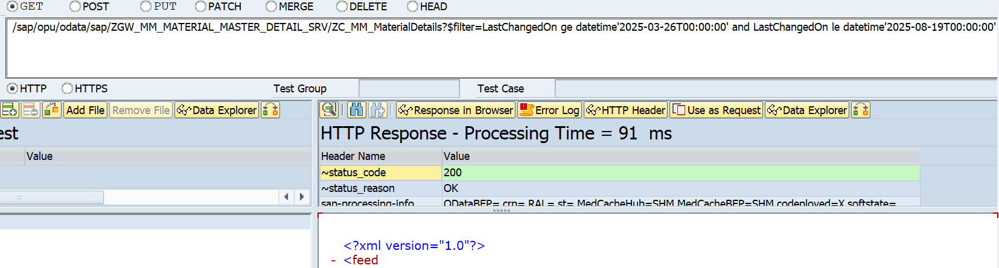 GET POST PUT PATCH MERGE DELETE HEAD
/sap/opu/odata/sap/ZGW_MM_MATERIAL_MASTER_DETAIL_SRV/ZC_MM_MaterialDetails?$filter=LastChangedOn ge datetime'2025-03-26T00:00:00' and LastChangedOn le datetime'2025-08-19T00:00:00'
HTTP HTTPS Test Group Test Case
Add File Remove File Data Explorer Response in Browser Error Log HTTP Header Use as Request Data Explorer
est
HTTP Response - Processing Time = 91 ms
Value
Header Name Value
~status_code 200
~status_reason OK
sap-processing-info ODataBEP= crp= RAL= st= MedCacheHub=SHM MedCacheBEP=SHM codeployed=X softstate=
<?xml version="1.0"?>
- <feed